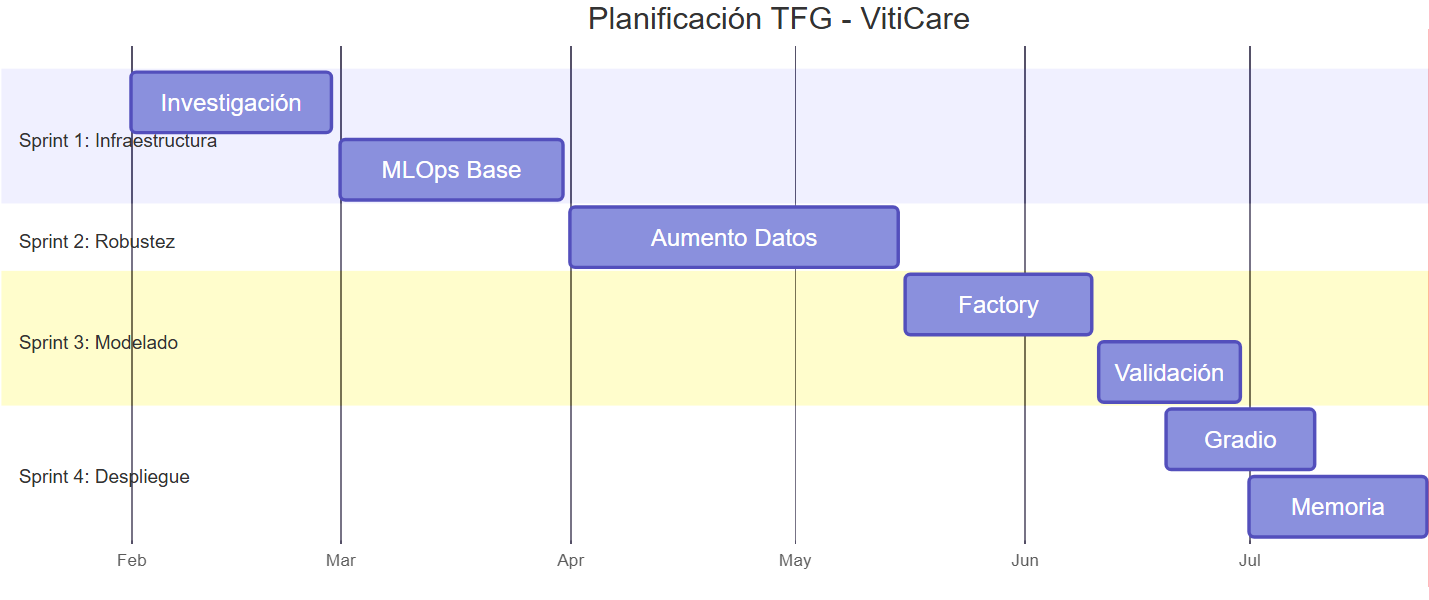 Planificación TFG - VitiCare
Investigación
Sprint 1: Infraestructura
MLOps Base
Aumento Datos
Sprint 2: Robustez
Factory
Sprint 3: Modelado
Validación
Gradio
Sprint 4: Despliegue
Memoria
Feb Mar Apr May Jun Jul